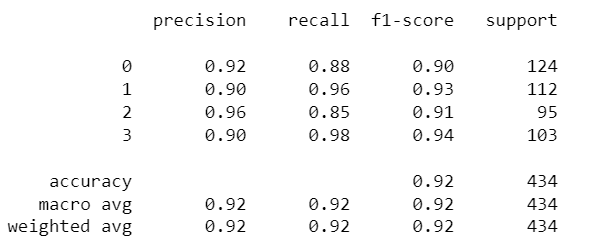 precision recall f1-score support
0 0.92 0.88 0.90 124
1 0.90 0.96 0.93 112
2 0.96 0.85 0.91 95
3 0.90 0.98 0.94 103
accuracy 0.92 434
macro avg 0.92 0.92 0.92 434
weighted avg 0.92 0.92 0.92 434